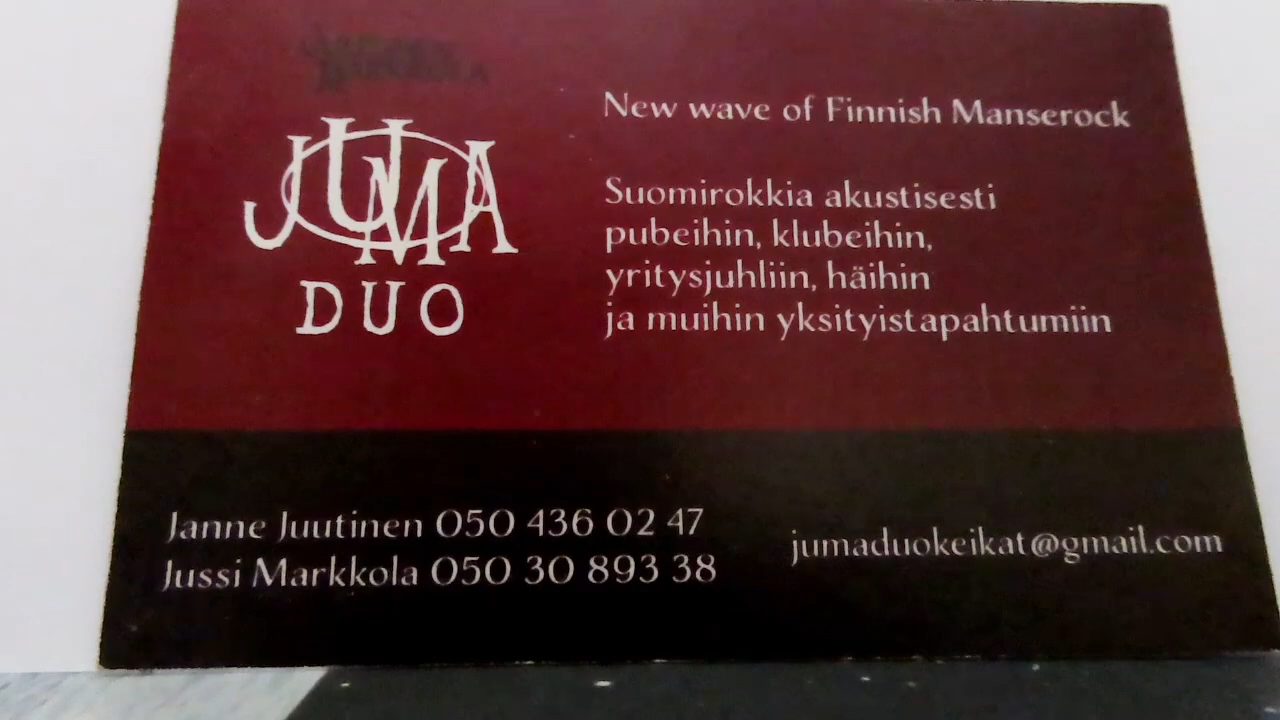 JUMA
DUO
New wave of Finnish Manserock
Suomirokkia akustisesti
pubeihin, klubeihin,
yritysjuhliin, häihin
ja muihin yksityistapahtumiin
Janne Juutinen 050 436 02 47
Jussi Markkola 050 30 893 38
jumaduokeikat@gmail.com